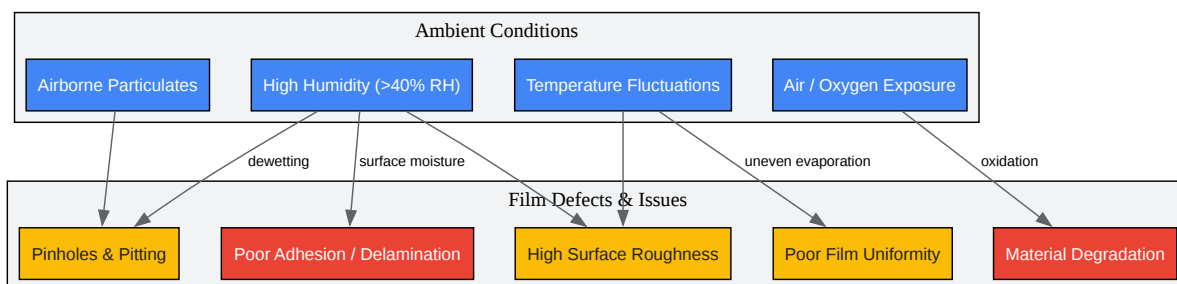 Ambient Conditions
Airborne Particulates
High Humidity (>40% RH)
Temperature Fluctuations
Air / Oxygen Exposure
dewetting
surface moisture
uneven evaporation
oxidation
Film Defects & Issues
Pinholes & Pitting
Poor Adhesion / Delamination
High Surface Roughness
Poor Film Uniformity
Material Degradation